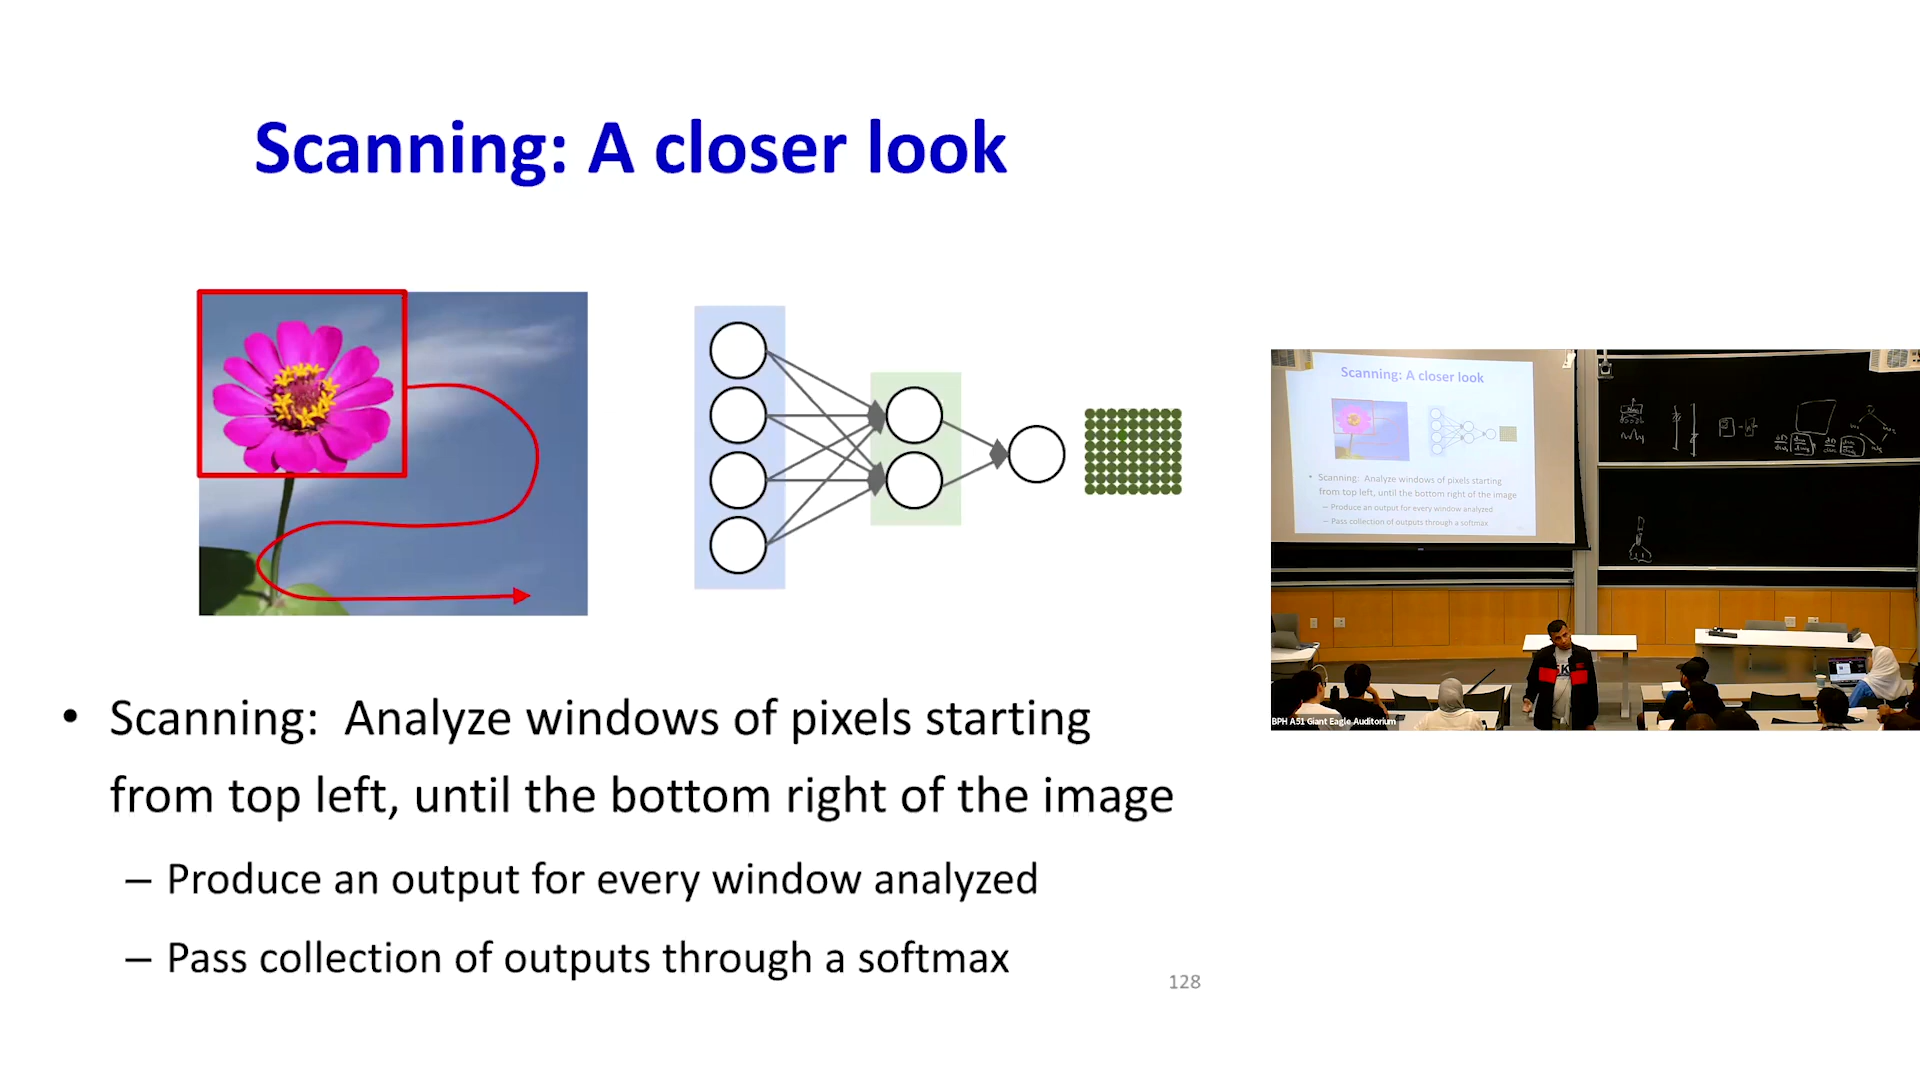 Scanning: A closer look
• Scanning: Analyze windows of pixels starting
from top left, until the bottom right of the image
– Produce an output for every window analyzed
– Pass collection of outputs through a softmax
128
Scanning: A closer look
• Scanning: Analyze windows of pixels starting
from top left, until the bottom right of the image
– Produce an output for every window analyzed
– Pass collection of outputs through a softmax
BPH A51 Giant Eagle Auditorium